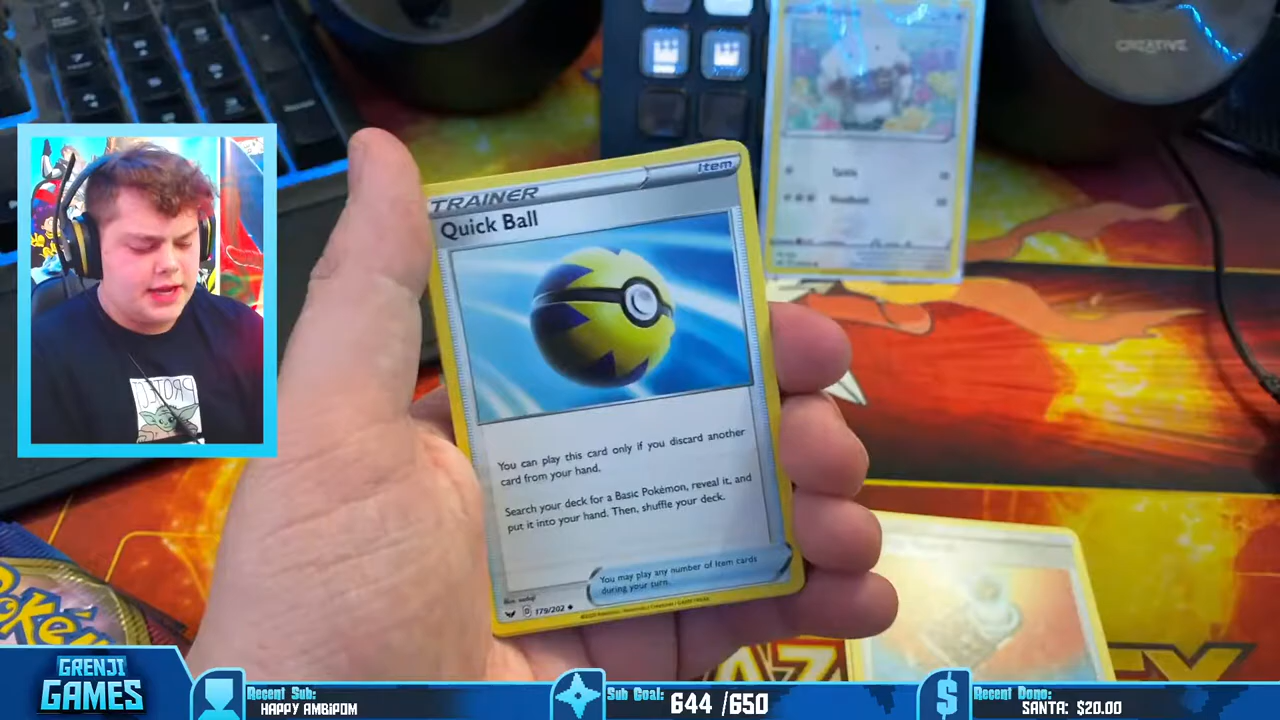 CREATIVE
TRAINER
Item
Quick Ball
You can play this card only if you discard another
card from your hand.
Search your deck for a Basic Pokémon, reveal it, and
put it into your hand. Then, shuffle your deck.
You may play any number of Item cards
during your turn.
D 179/202
PROTECT
GRENJI
GAMES
Recent Sub:
HAPPY AMBIPOM
Sub Goal: 644 /650
Recent Dono:
SANTA: $20.00